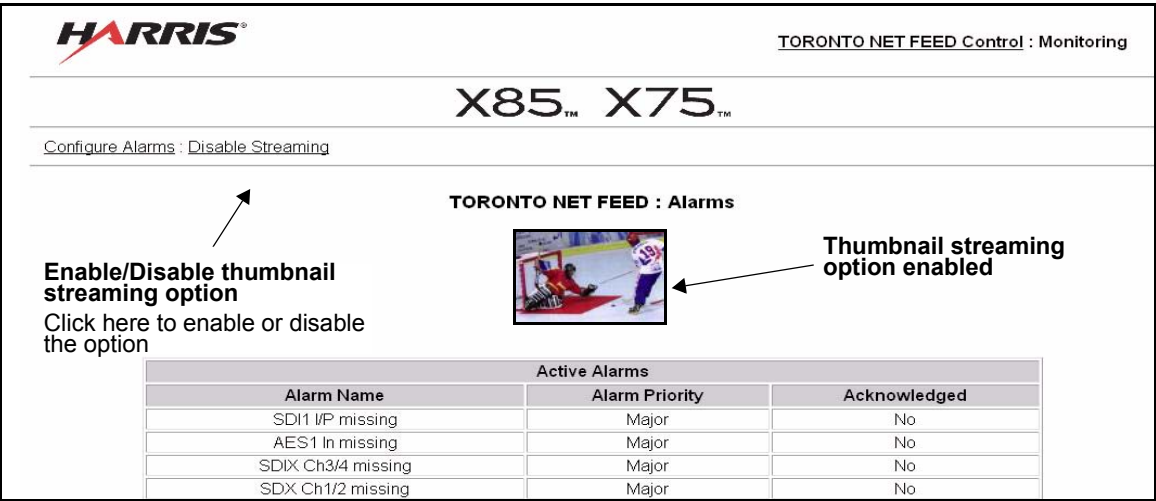 HARRIS®
TORONTO NET FEED Control : Monitoring
X85™ X75™
Configure Alarms : Disable Streaming
TORONTO NET FEED : Alarms
19
Enable/Disable thumbnail
streaming option
Click here to enable or disable
the option
Thumbnail streaming
option enabled
Active Alarms
Alarm Name Alarm Priority Acknowledged
SDI1 I/P missing Major No
AES1 In missing Major No
SDIX Ch3/4 missing Major No
SDX Ch1/2 missing Major No